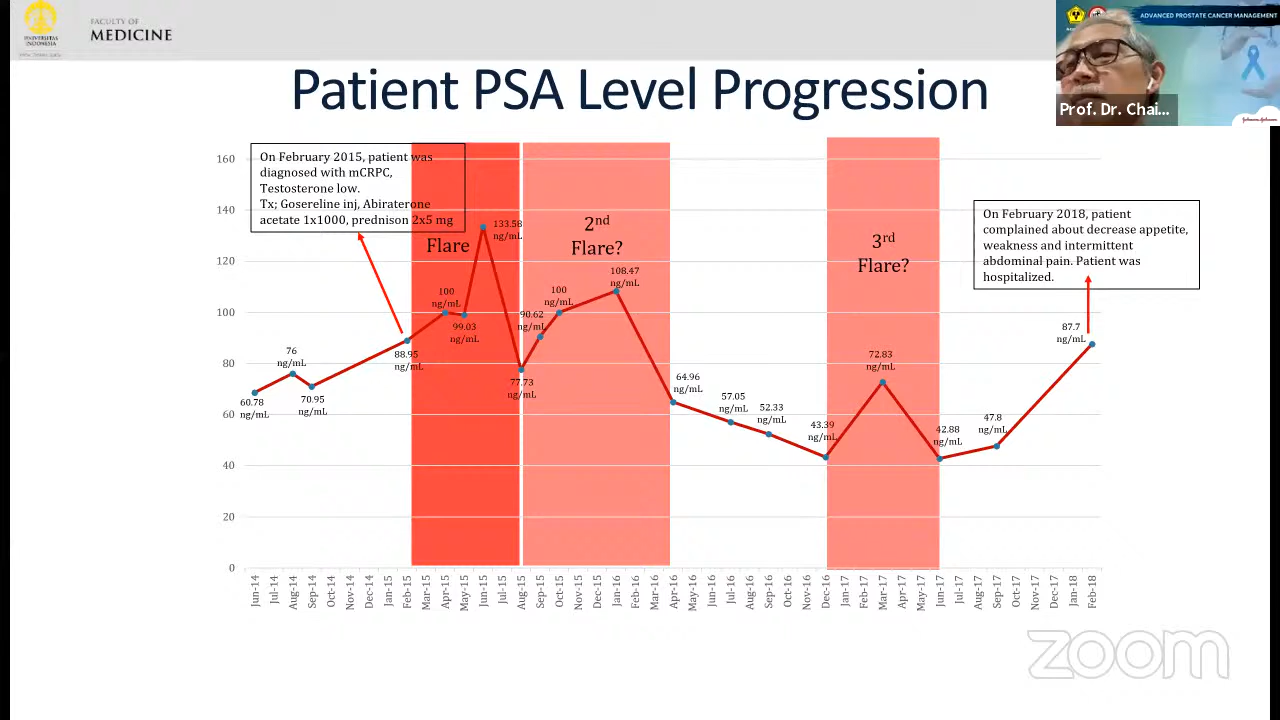 UNIVERSITAS
INDONESIA
FACULTY OF
MEDICINE
ADVANCED PROSTATE CANCER MANAGEMENT
Prof. Dr. Chai...
Patient PSA Level Progression
On February 2015, patient was
diagnosed with mCRPC,
Testosterone low.
Tx; Gosereline inj, Abiraterone
acetate 1x1000, prednison 2x5 mg
Flare
2nd
Flare?
3rd
Flare?
On February 2018, patient
complained about decrease appetite,
weakness and intermittent
abdominal pain. Patient was
hospitalized.
160
140
120
100
80
60
40
20
0
60.78
ng/mL
76
ng/mL
70.95
ng/mL
88.95
ng/mL
100
ng/mL
99.03
ng/mL
133.58
ng/mL
77.73
ng/mL
90.62
ng/mL
100
ng/mL
108.47
ng/mL
64.96
ng/mL
57.05
ng/mL
52.33
ng/mL
43.39
ng/mL
72.83
ng/mL
42.88
ng/mL
47.8
ng/mL
87.7
ng/mL
Jun-14
Jul-14
Aug-14
Sep-14
Oct-14
Nov-14
Dec-14
Jan-15
Feb-15
Mar-15
Apr-15
May-15
Jun-15
Jul-15
Aug-15
Sep-15
Oct-15
Nov-15
Dec-15
Jan-16
Feb-16
Mar-16
Apr-16
May-16
Jun-16
Jul-16
Aug-16
Sep-16
Oct-16
Nov-16
Dec-16
Jan-17
Feb-17
Mar-17
Apr-17
May-17
Jun-17
Jul-17
Aug-17
Sep-17
Oct-17
Nov-17
Dec-17
Jan-18
Feb-18
zoom